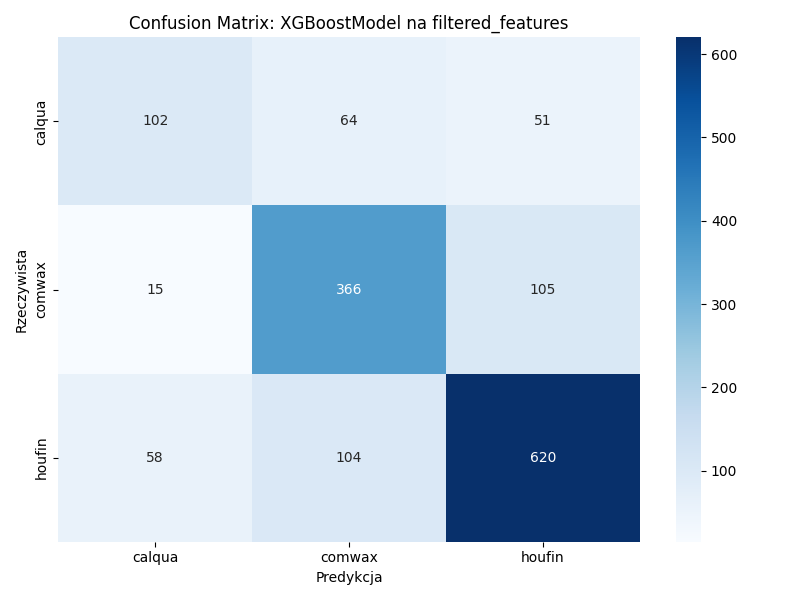 Confusion Matrix: XGBoostModel na filtered_features
Rzeczywista
calqua
102
64
51
comwax
15
366
105
houfin
58
104
620
calqua
comwax
houfin
Predykcja
600
500
400
300
200
100